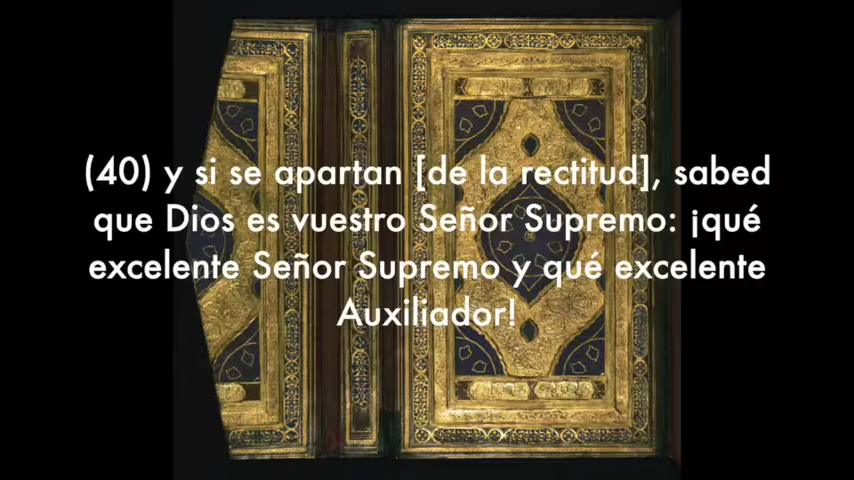 (40) y si se apartan [de la rectitud], sabed
que Dios es vuestro Señor Supremo: ¡qué
excelente Señor Supremo y qué excelente
Auxiliador!